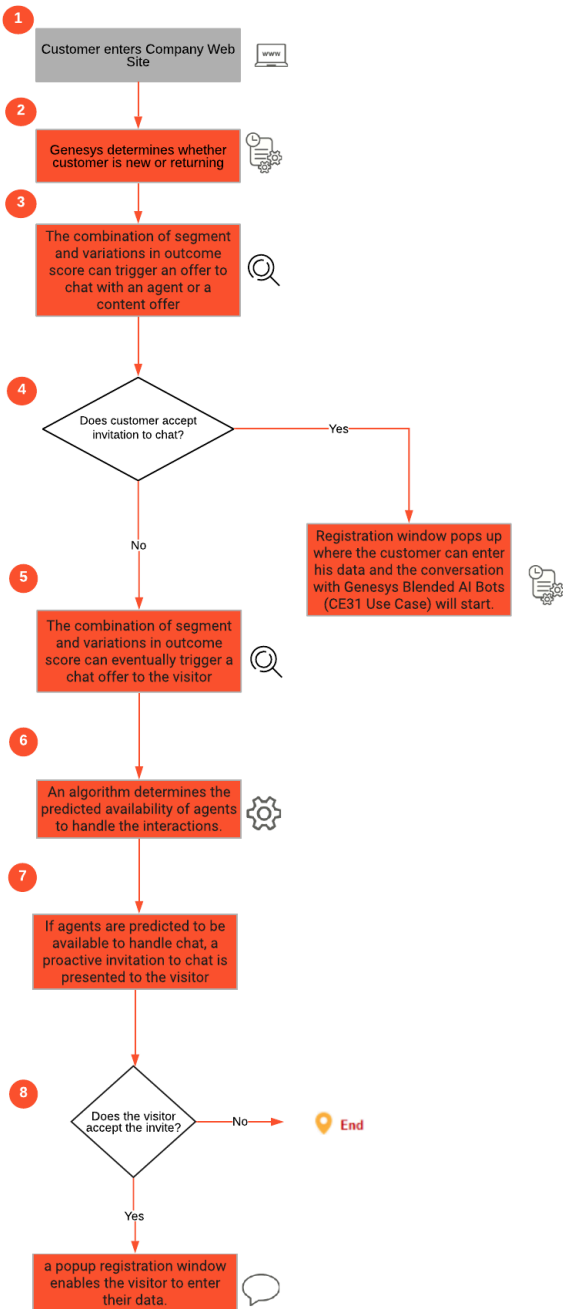 1
Customer enters Company Web
Site
www
2
Genesys determines whether
customer is new or returning
3
The combination of segment
and variations in outcome
score can trigger an offer to
chat with an agent or a
content offer
4
Does customer accept
invitation to chat?
Yes
No
Registration window pops up
where the customer can enter
his data and the conversation
with Genesys Blended AI Bots
(CE31 Use Case) will start.
5
The combination of segment
and variations in outcome
score can eventually trigger a
chat offer to the visitor
6
An algorithm determines the
predicted availability of agents
to handle the interactions.
7
If agents are predicted to be
available to handle chat, a
proactive invitation to chat is
presented to the visitor
8
Does the visitor
accept the invite?
No
End
Yes
a popup registration window
enables the visitor to enter
their data.